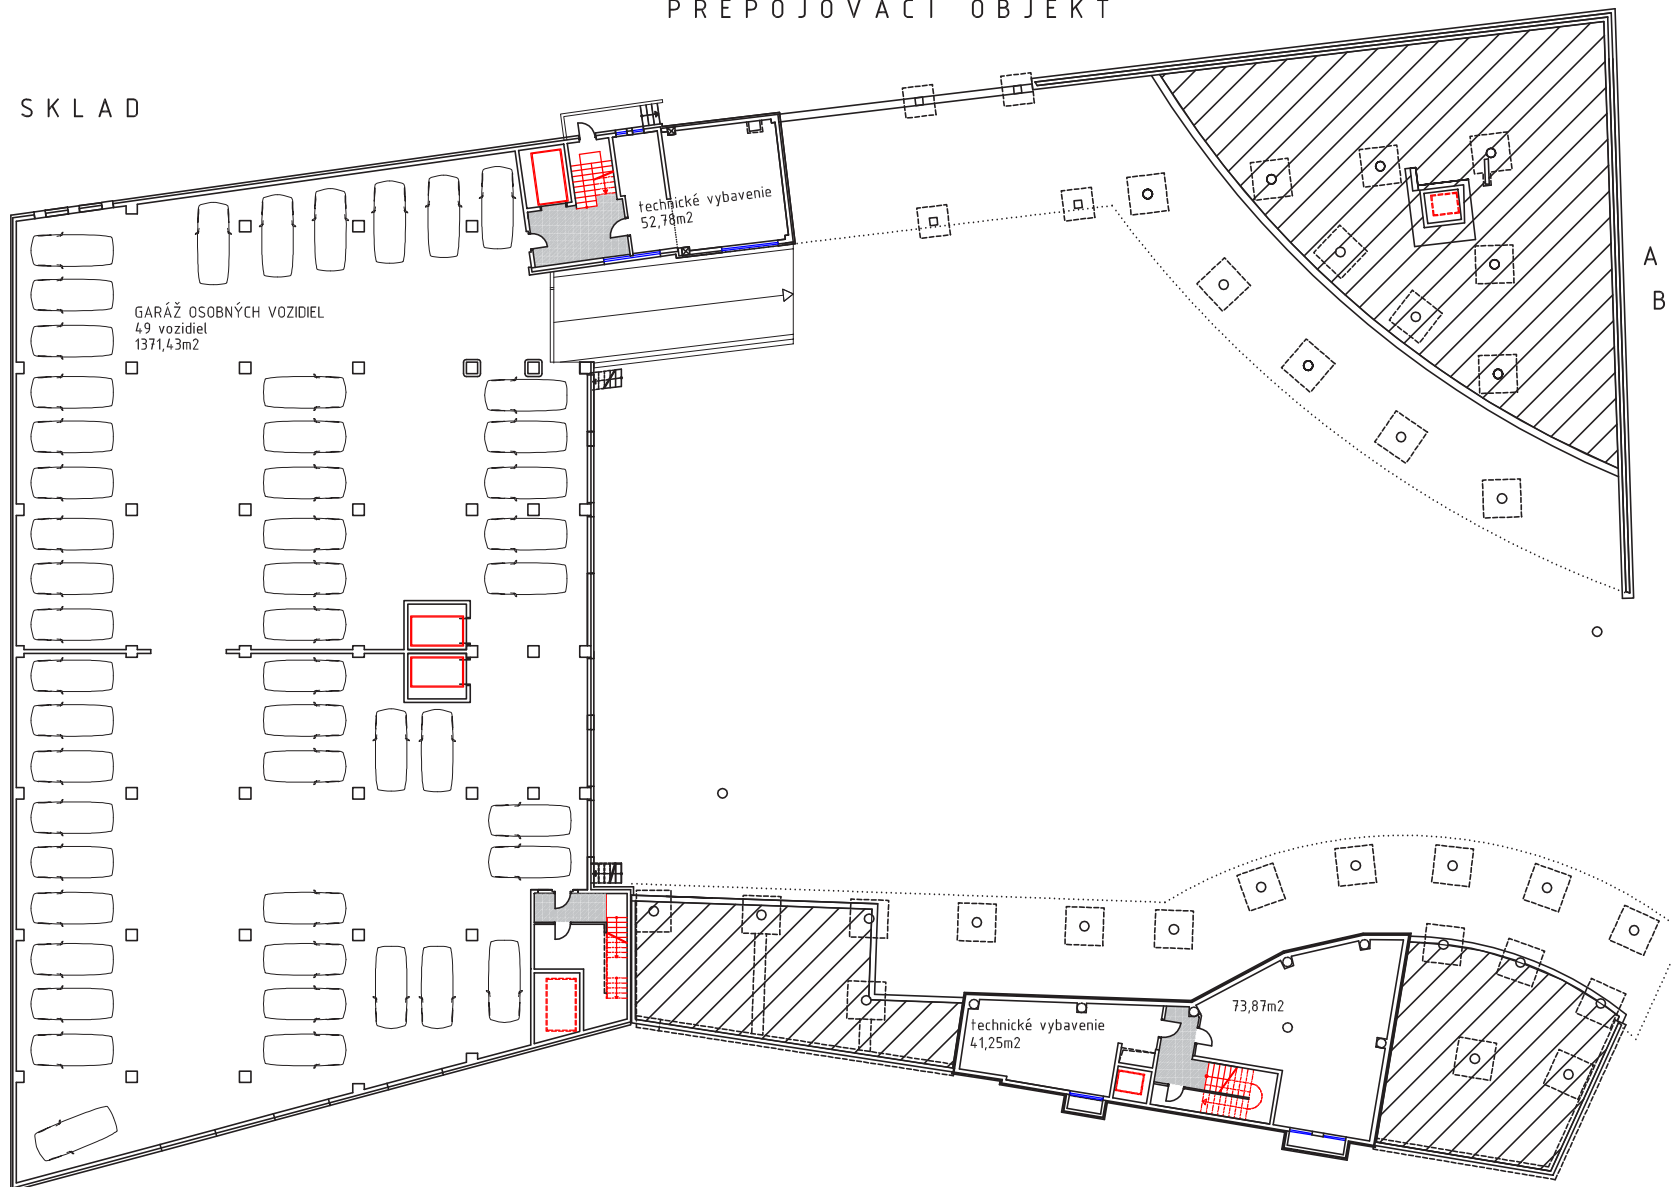 PREPOJOVACÍ OBJEKT
SKLAD
technické vybavenie
52,78m2
GARÁŽ OSOBNÝCH VOZIDIEL
49 vozidiel
1371,43m2
A
B
73,87m2
technické vybavenie
41,25m2